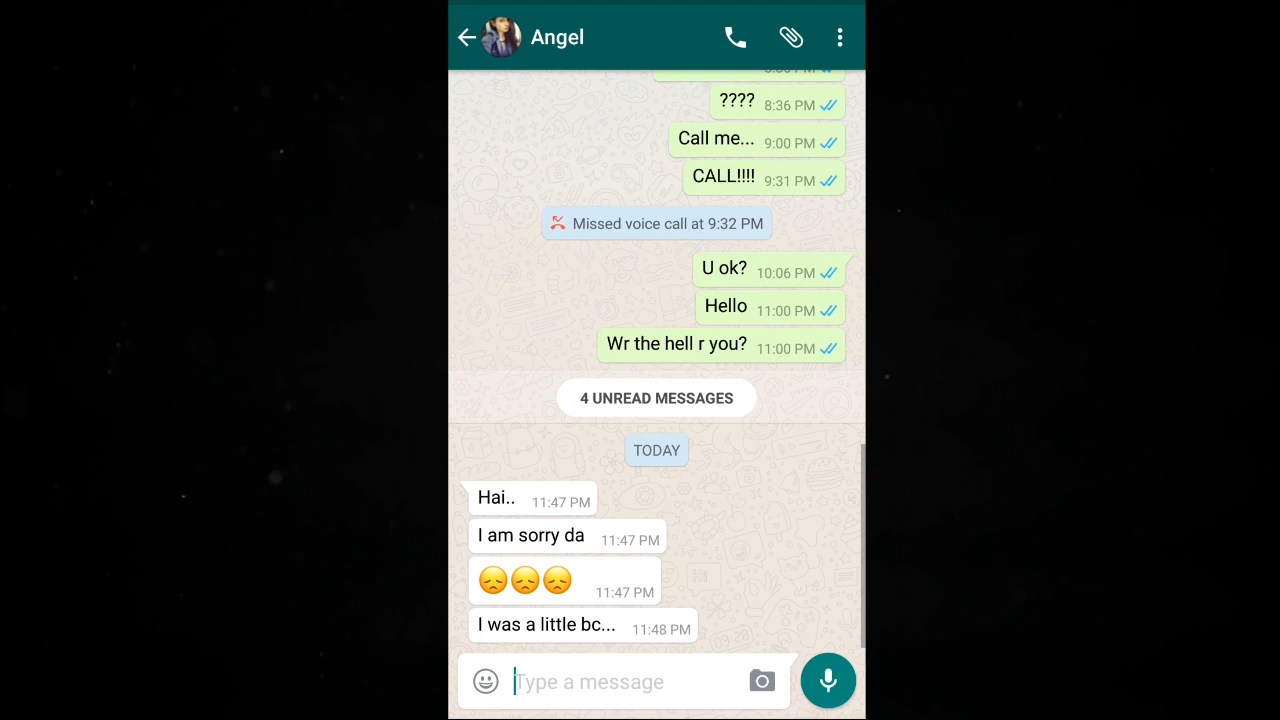 Angel
???? 8:36 PM
Call me... 9:00 PM
CALL!!!! 9:31 PM
Missed voice call at 9:32 PM
U ok? 10:06 PM
Hello 11:00 PM
Wr the hell r you? 11:00 PM
4 UNREAD MESSAGES
TODAY
Hai.. 11:47 PM
I am sorry da 11:47 PM
😞😞😞 11:47 PM
I was a little bc... 11:48 PM
Type a message